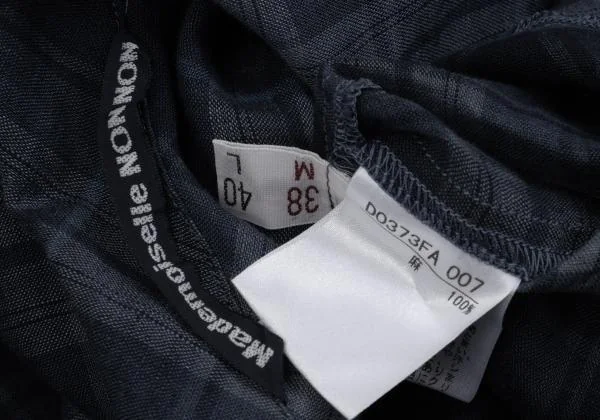 Mademoiselle NONNON
38
M
40
L
D0373FA 007
麻 100%